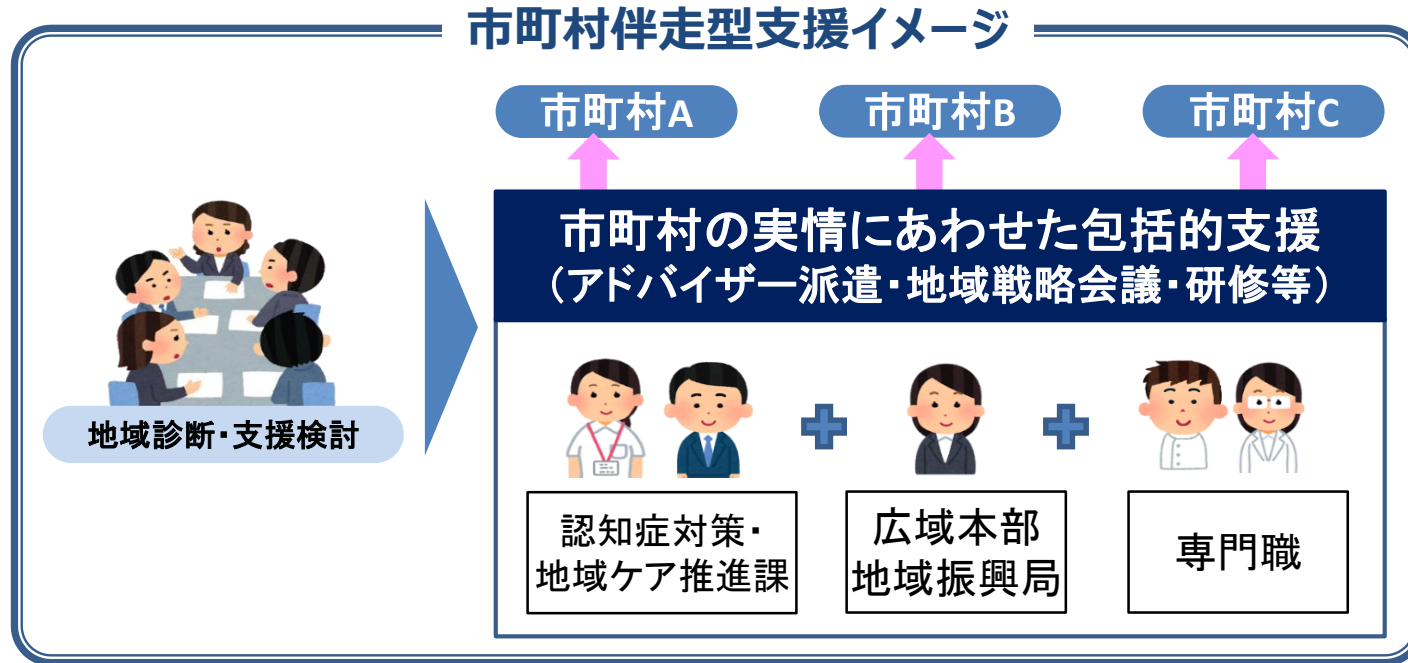 市町村伴走型支援イメージ
市町村A
市町村B
市町村C
市町村の実情にあわせた包括的支援
（アドバイザー派遣・地域戦略会議・研修等）
地域診断・支援検討
認知症対策・
地域ケア推進課
広域本部
地域振興局
専門職